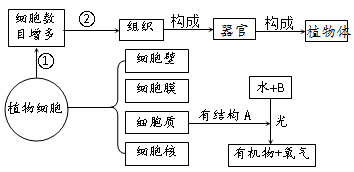 细胞数
目增多
②
组织
构成
器官
构成
植物体
①
植物细胞
细胞壁
细胞膜
细胞质
细胞核
有结构A
水+B
光
有机物+氧气